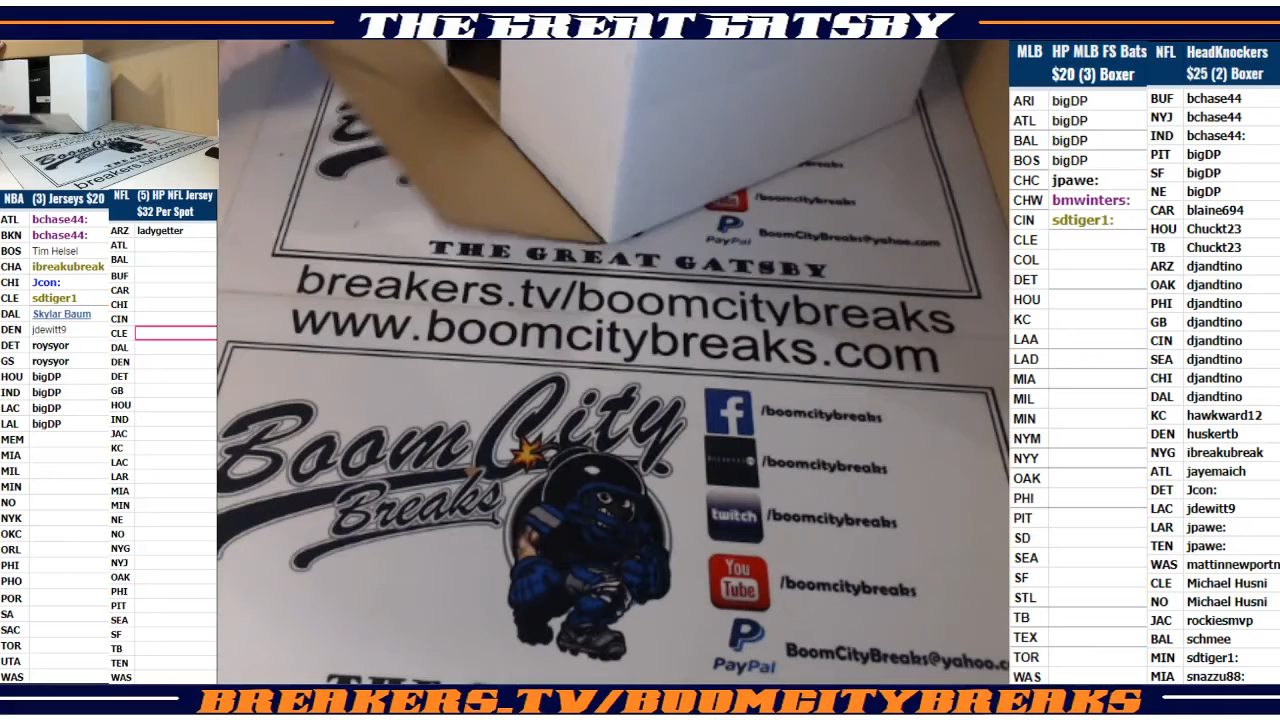 THE GREAT GATSBY
NBA (3) Jerseys $20
ATL bchase44:
BKN bchase44:
BOS Tim Helsel
CHA ibreakubreak
CHI Jcon:
CLE sdtiger1
DAL Skylar Baum
DEN jdewitt9
DET roysyor
GS roysyor
HOU bigDP
IND bigDP
LAC bigDP
LAL bigDP
MEM
MIA
MIL
MIN
NO
NYK
OKC
ORL
PHI
PHO
POR
SA
SAC
TOR
UTA
WAS
NFL (5) HP NFL Jersey
$32 Per Spot
ARZ ladygetter
ATL
BAL
BUF
CAR
CHI
CIN
CLE
DAL
DEN
DET
GB
HOU
IND
JAC
KC
LAC
LAR
MIA
MIN
NE
NO
NYG
NYJ
OAK
PHI
PIT
SEA
SF
TB
TEN
WAS
/boomcitybreaks
PayPal BoomCityBreaks@yahoo.com
THE GREAT GATSBY
breakers.tv/boomcitybreaks
www.boomcitybreaks.com
Boom City
Breaks
/boomcitybreaks
/boomcitybreaks
twitch /boomcitybreaks
You Tube /boomcitybreaks
PayPal BoomCityBreaks@yahoo.c
MLB HP MLB FS Bats
$20 (3) Boxer
ARI bigDP
ATL bigDP
BAL bigDP
BOS bigDP
CHC jpawe:
CHW bmwinters:
CIN sdtiger1:
CLE
COL
DET
HOU
KC
LAA
LAD
MIA
MIL
MIN
NYM
NYY
OAK
PHI
PIT
SD
SEA
SF
STL
TB
TEX
TOR
WAS
NFL HeadKnockers
$25 (2) Boxer
BUF bchase44
NYJ bchase44
IND bchase44:
PIT bigDP
SF bigDP
NE bigDP
CAR blaine694
HOU Chuckt23
TB Chuckt23
ARZ djandtino
OAK djandtino
PHI djandtino
GB djandtino
CIN djandtino
SEA djandtino
CHI djandtino
DAL djandtino
KC hawkward12
DEN huskertb
NYG ibreakubreak
ATL jayemaich
DET Jcon:
LAC jdewitt9
LAR jpawe:
TEN jpawe:
WAS mattinnewportn
CLE Michael Husni
NO Michael Husni
JAC rockiesmvp
BAL schmee
MIN sdtiger1:
MIA snazzu88:
BREAKERS.TV/BOOMCITYBREAKS